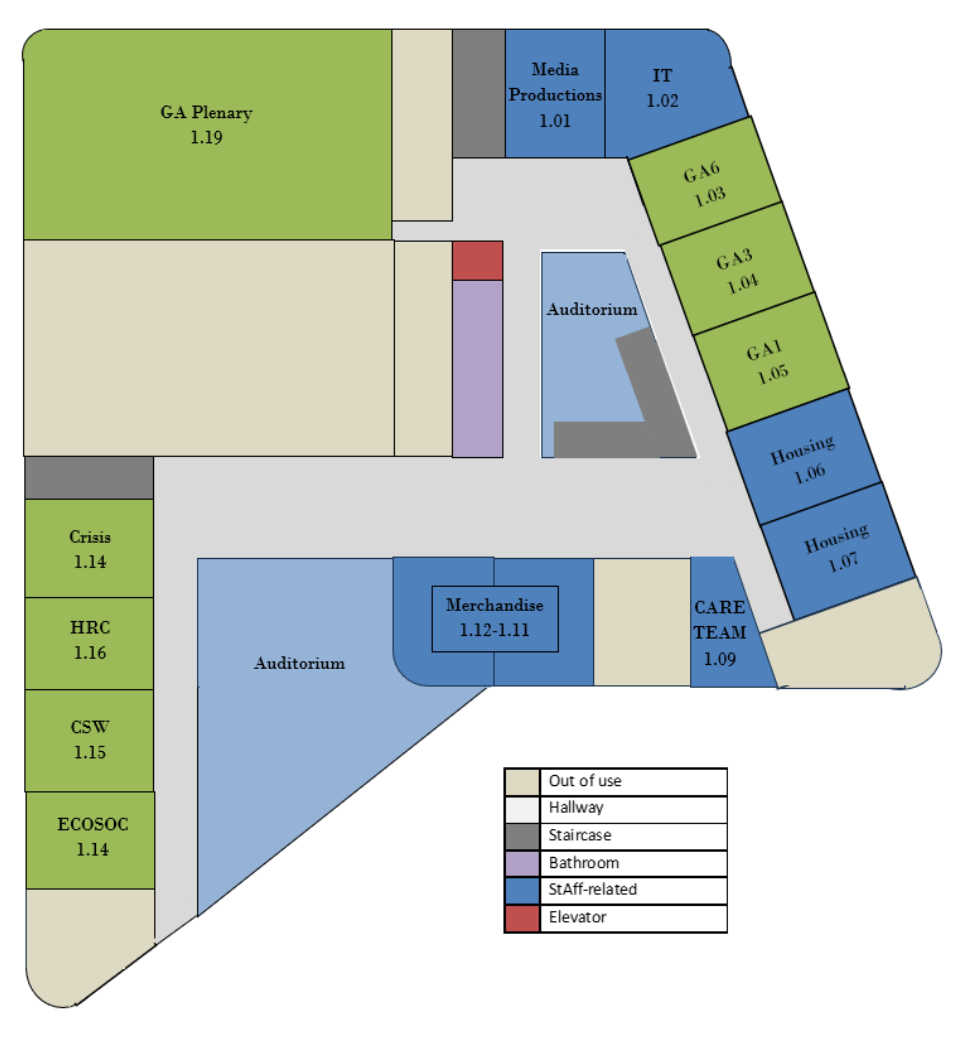 GA Plenary
1.19
Media
Productions
1.01
IT
1.02
GA6
1.03
GA3
1.04
GA1
1.05
Auditorium
Housing
1.06
Housing
1.07
Crisis
1.14
HRC
1.16
CSW
1.15
ECOSOC
1.14
Auditorium
Merchandise
1.12-1.11
CARE
TEAM
1.09
Out of use
Hallway
Staircase
Bathroom
StAff-related
Elevator